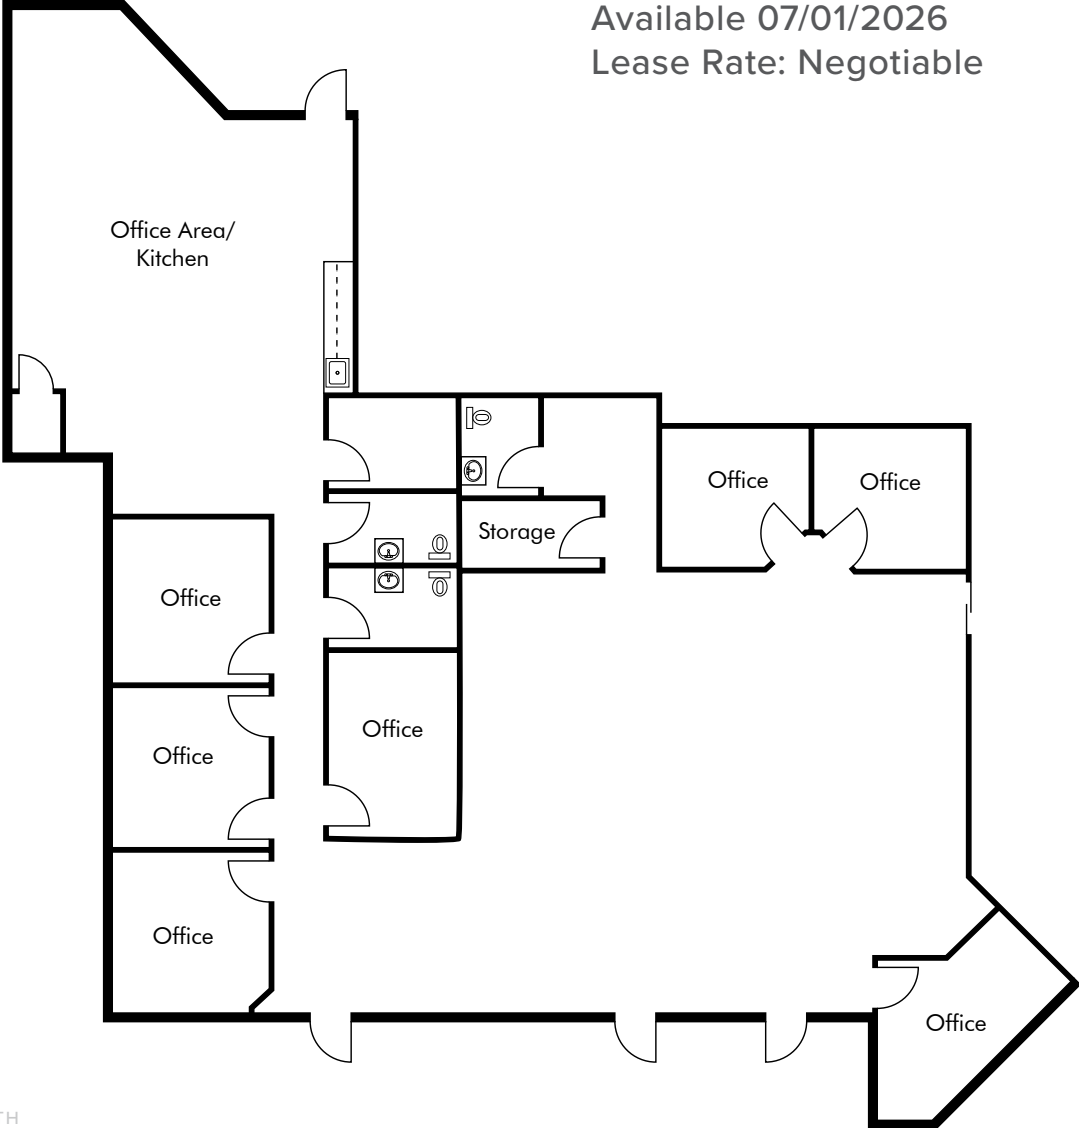 Available 07/01/2026
Lease Rate: Negotiable
Office Area/
Kitchen
Office
Office
Storage
Office
Office
Office
Office
Office
Office
TH